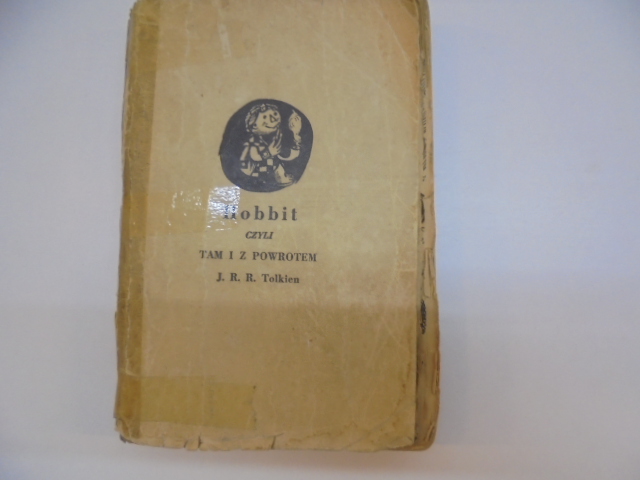 Hobbit
CZYLI
TAM I Z POWROTEM
J. R. R. Tolkien